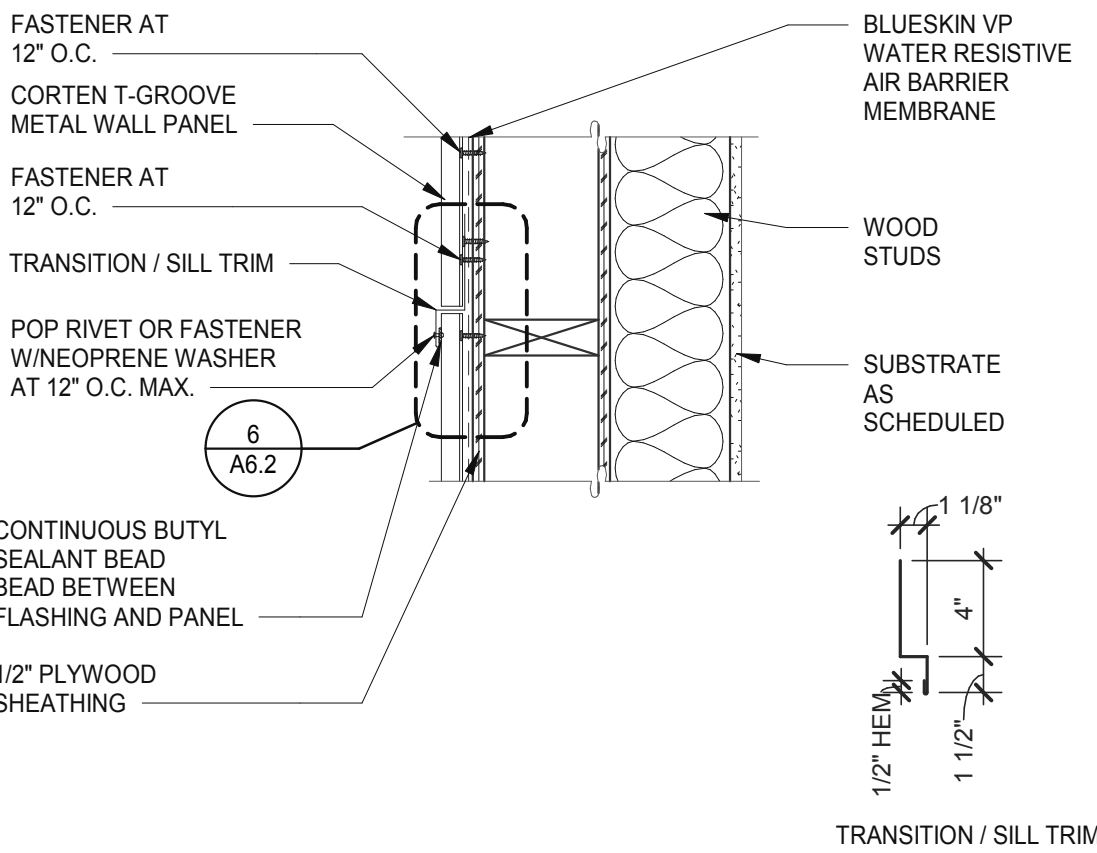 FASTENER AT
12" O.C.
CORTEN T-GROOVE
METAL WALL PANEL
FASTENER AT
12" O.C.
TRANSITION / SILL TRIM
POP RIVET OR FASTENER
W/NEOPRENE WASHER
AT 12" O.C. MAX.
6
A6.2
CONTINUOUS BUTYL
SEALANT BEAD
BEAD BETWEEN
FLASHING AND PANEL
1/2" PLYWOOD
SHEATHING
BLUESKIN VP
WATER RESISTIVE
AIR BARRIER
MEMBRANE
WOOD
STUDS
SUBSTRATE
AS
SCHEDULED
1 1/8"
4"
1/2" HEM
1 1/2"
TRANSITION / SILL TRIM